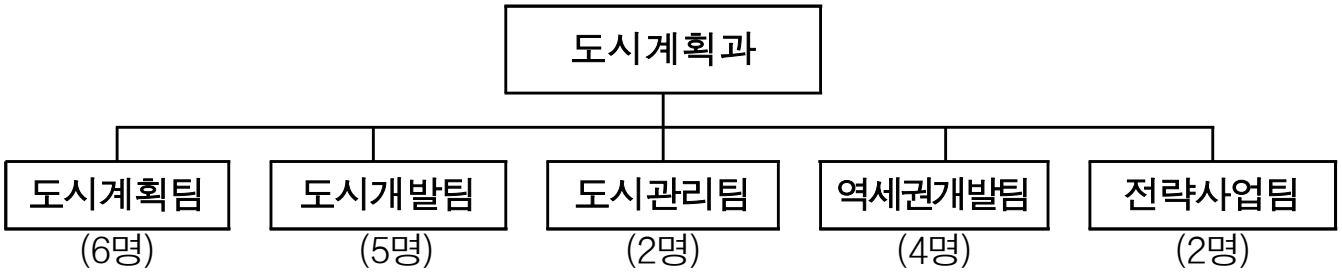 도시계획과
도시계획팀 도시개발팀 도시관리팀 역세권개발팀 전략사업팀
(6명) (5명) (2명) (4명) (2명)